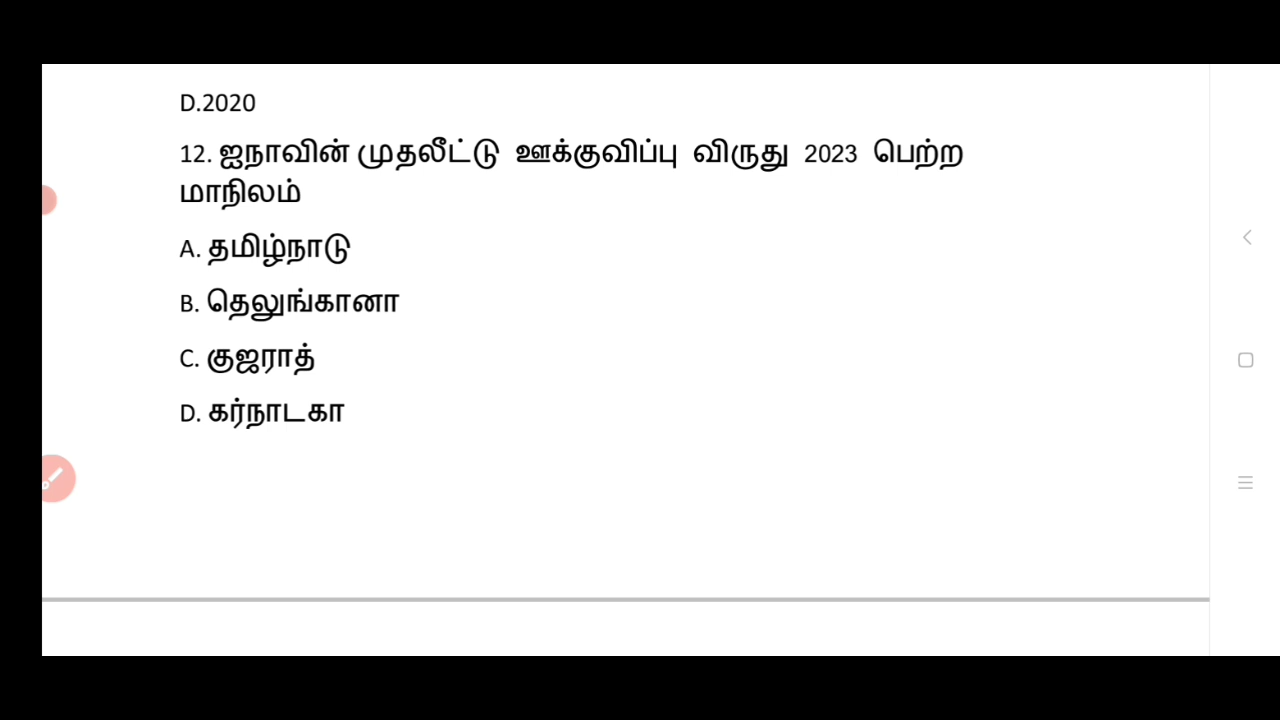 D.2020
12. ஐநாவின் முதலீட்டு ஊக்குவிப்பு விருது 2023 பெற்ற
மாநிலம்
A. தமிழ்நாடு
B. தெலுங்கானா
C. குஜராத்
D. கர்நாடகா